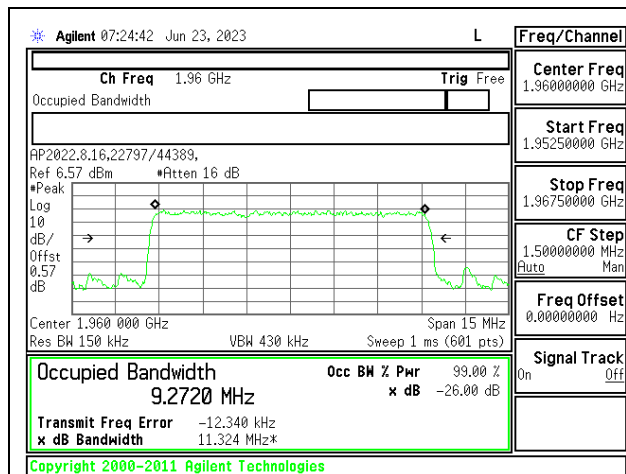 Agilent 07:24:42 Jun 23, 2023 L Freq/Channel
Ch Freq 1.96 GHz Trig Free
Occupied Bandwidth
Center Freq
1.96000000 GHz
Start Freq
1.95250000 GHz
Stop Freq
1.96750000 GHz
CF Step
1.50000000 MHz
Auto Man
Freq Offset
0.00000000 Hz
Signal Track
On Off
AP2022.8.16,22797/44389,
Ref 6.57 dBm #Atten 16 dB
#Peak
Log
10
dB/
Offst
0.57
dB
Center 1.960 000 GHz Span 15 MHz
Res BW 150 kHz VBW 430 kHz Sweep 1 ms (601 pts)
Occupied Bandwidth Occ BW % Pwr 99.00 %
9.2720 MHz x dB -26.00 dB
Transmit Freq Error -12.340 kHz
x dB Bandwidth 11.324 MHz*
Copyright 2000-2011 Agilent Technologies